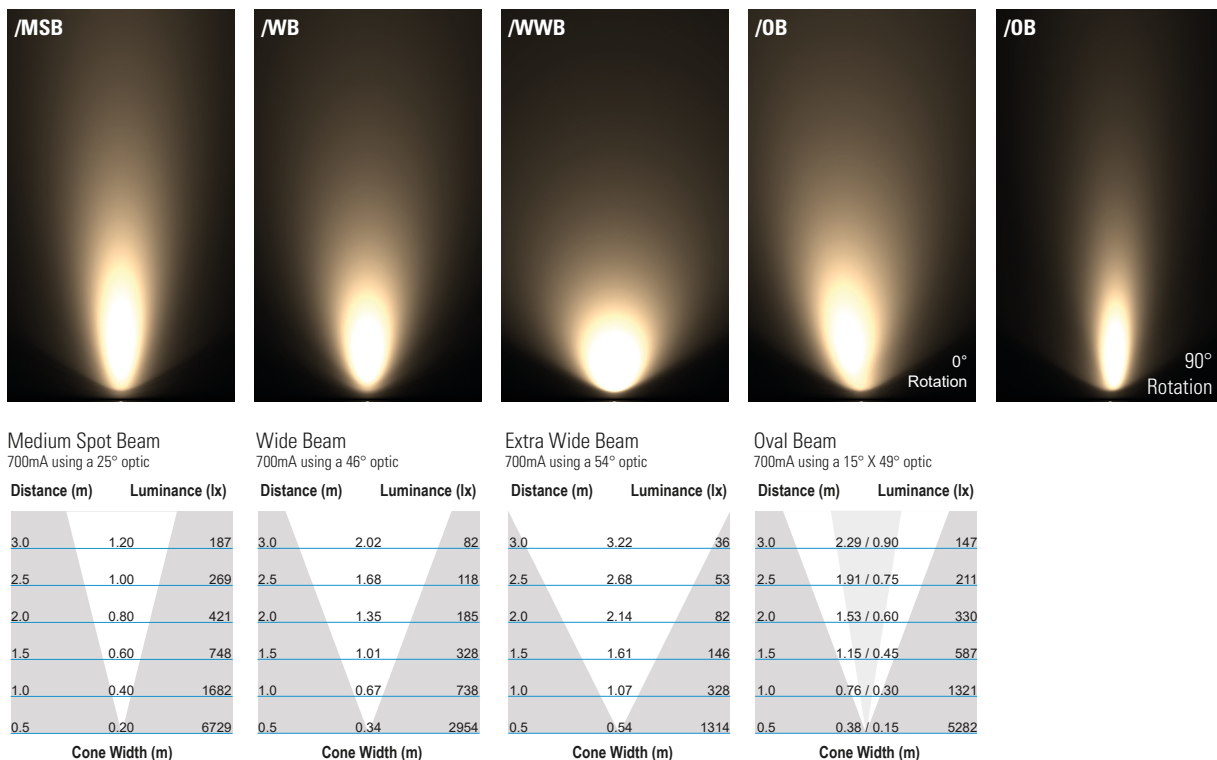 /MSB
/WB
/WWB
/OB
0°
Rotation
/OB
90°
Rotation
Medium Spot Beam
700mA using a 25° optic
Distance (m) Luminance (lx)
3.0 1.20 187
2.5 1.00 269
2.0 0.80 421
1.5 0.60 748
1.0 0.40 1682
0.5 0.20 6729
Cone Width (m)
Wide Beam
700mA using a 46° optic
Distance (m) Luminance (lx)
3.0 2.02 82
2.5 1.68 118
2.0 1.35 185
1.5 1.01 328
1.0 0.67 738
0.5 0.34 2954
Cone Width (m)
Extra Wide Beam
700mA using a 54° optic
Distance (m) Luminance (lx)
3.0 3.22 36
2.5 2.68 53
2.0 2.14 82
1.5 1.61 146
1.0 1.07 328
0.5 0.54 1314
Cone Width (m)
Oval Beam
700mA using a 15° X 49° optic
Distance (m) Luminance (lx)
3.0 2.29 / 0.90 147
2.5 1.91 / 0.75 211
2.0 1.53 / 0.60 330
1.5 1.15 / 0.45 587
1.0 0.76 / 0.30 1321
0.5 0.38 / 0.15 5282
Cone Width (m)